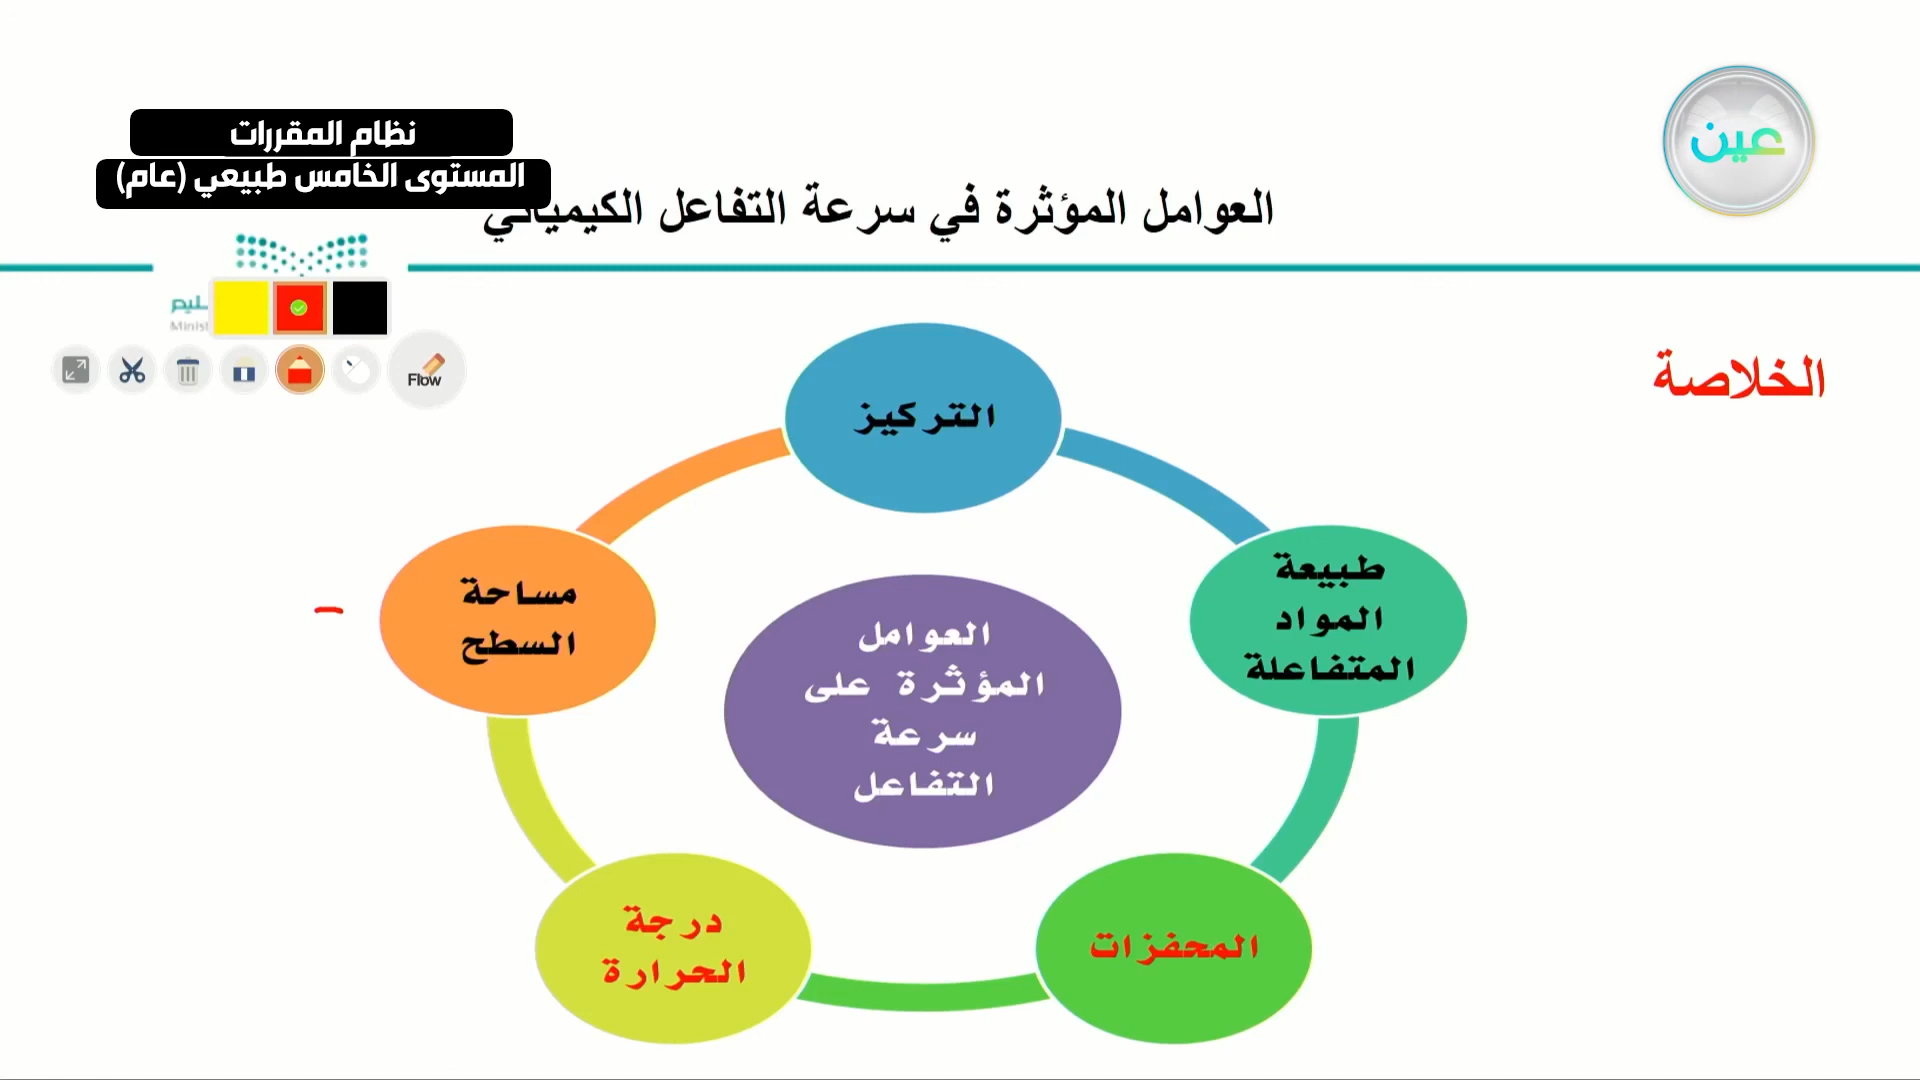 عين
نظام المقررات
المستوى الخامس طبيعي (عام)
العوامل المؤثرة في سرعة التفاعل الكيميائي
Flow
الخلاصة
التركيز
طبيعة
المواد
المتفاعلة
مساحة
السطح
العوامل
المؤثرة على
سرعة
التفاعل
درجة
الحرارة
المحفزات